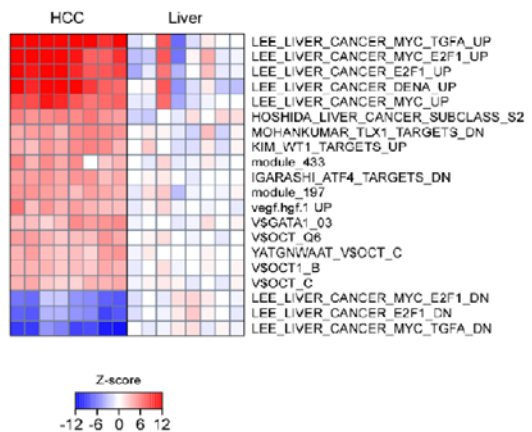 HCC Liver
LEE_LIVER_CANCER_MYC_TGFA_UP
LEE_LIVER_CANCER_MYC_E2F1_UP
LEE_LIVER_CANCER_E2F1_UP
LEE_LIVER_CANCER_DENA_UP
LEE_LIVER_CANCER_MYC_UP
HOSHIDA_LIVER_CANCER_SUBCLASS_S2
MOHANKUMAR_TLX1_TARGETS_DN
KIM_WT1_TARGETS_UP
module_433
IGARASHI_ATF4_TARGETS_DN
module_197
vegf.hgf.1 UP
V$GATA1_03
V$OCT_Q6
YATGNWAAT_V$OCT_C
V$OCT1_B
V$OCT_C
LEE_LIVER_CANCER_MYC_E2F1_DN
LEE_LIVER_CANCER_E2F1_DN
LEE_LIVER_CANCER_MYC_TGFA_DN
Z-score
-12 -6 0 6 12